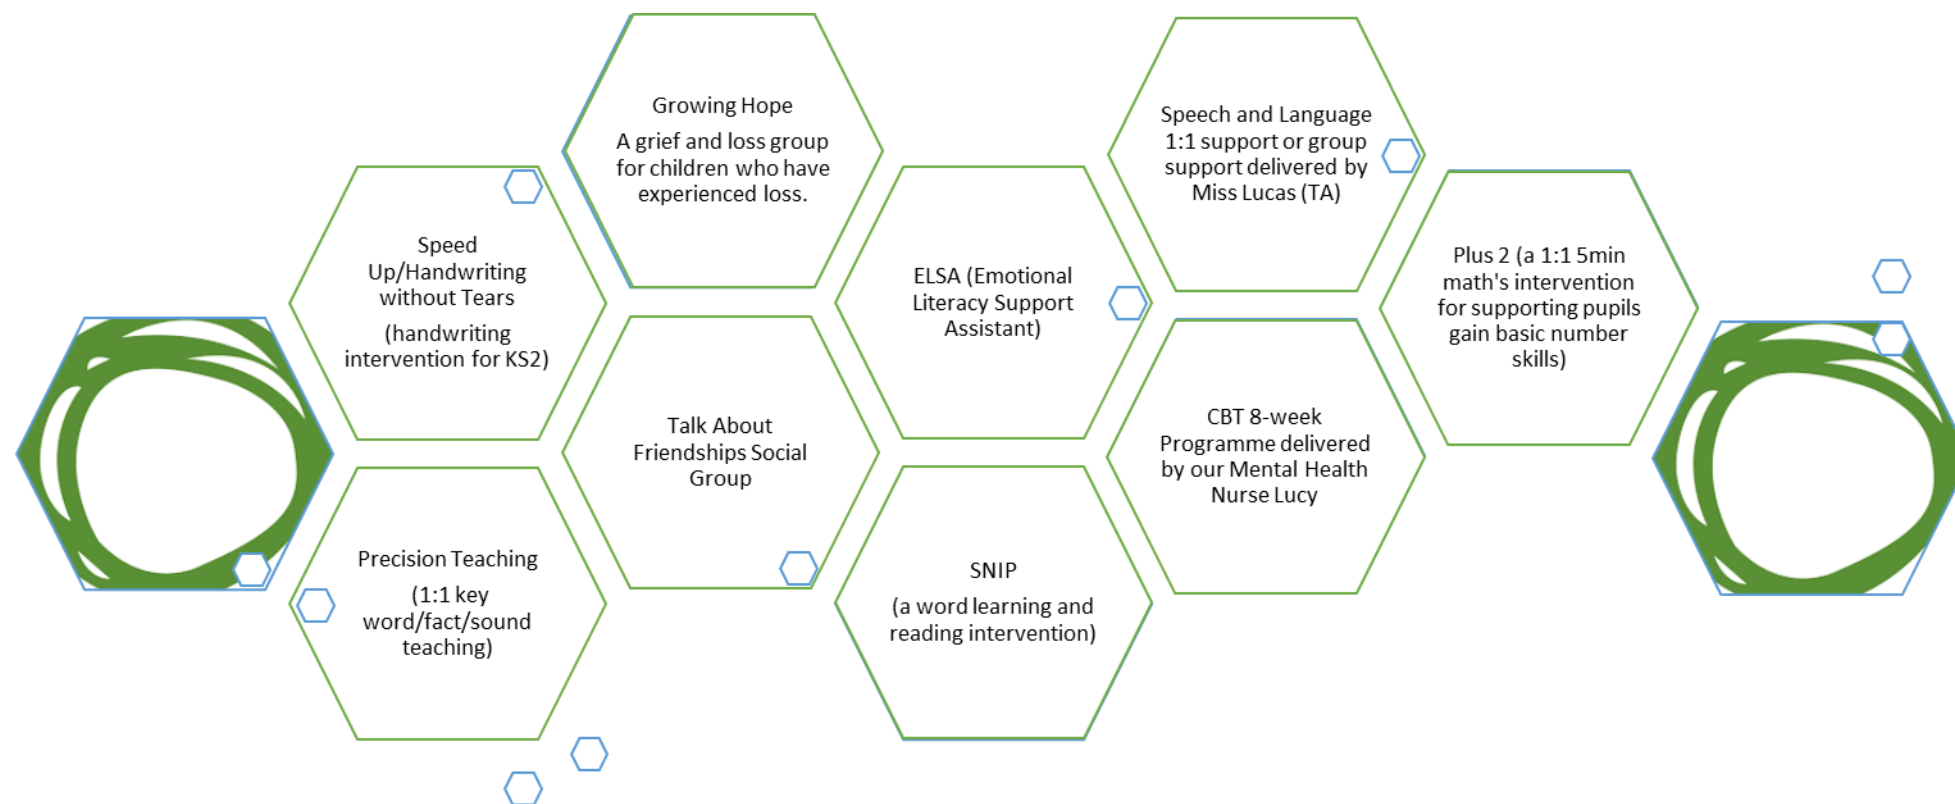 Growing Hope
A grief and loss group
for children who have
experienced loss.
Speech and Language
1:1 support or group
support delivered by
Miss Lucas (TA)
Speed
Up/Handwriting
without Tears
(handwriting
intervention for KS2)
ELSA (Emotional
Literacy Support
Assistant)
Plus 2 (a 1:1 5min
math's intervention
for supporting pupils
gain basic number
skills)
Talk About
Friendships Social
Group
CBT 8-week
Programme delivered
by our Mental Health
Nurse Lucy
Precision Teaching
(1:1 key
word/fact/sound
teaching)
SNIP
(a word learning and
reading intervention)